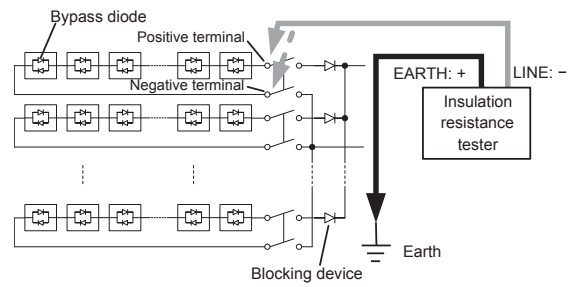 Bypass diode
Positive terminal
Negative terminal
EARTH: +
LINE: −
Insulation
resistance
tester
Earth
Blocking device